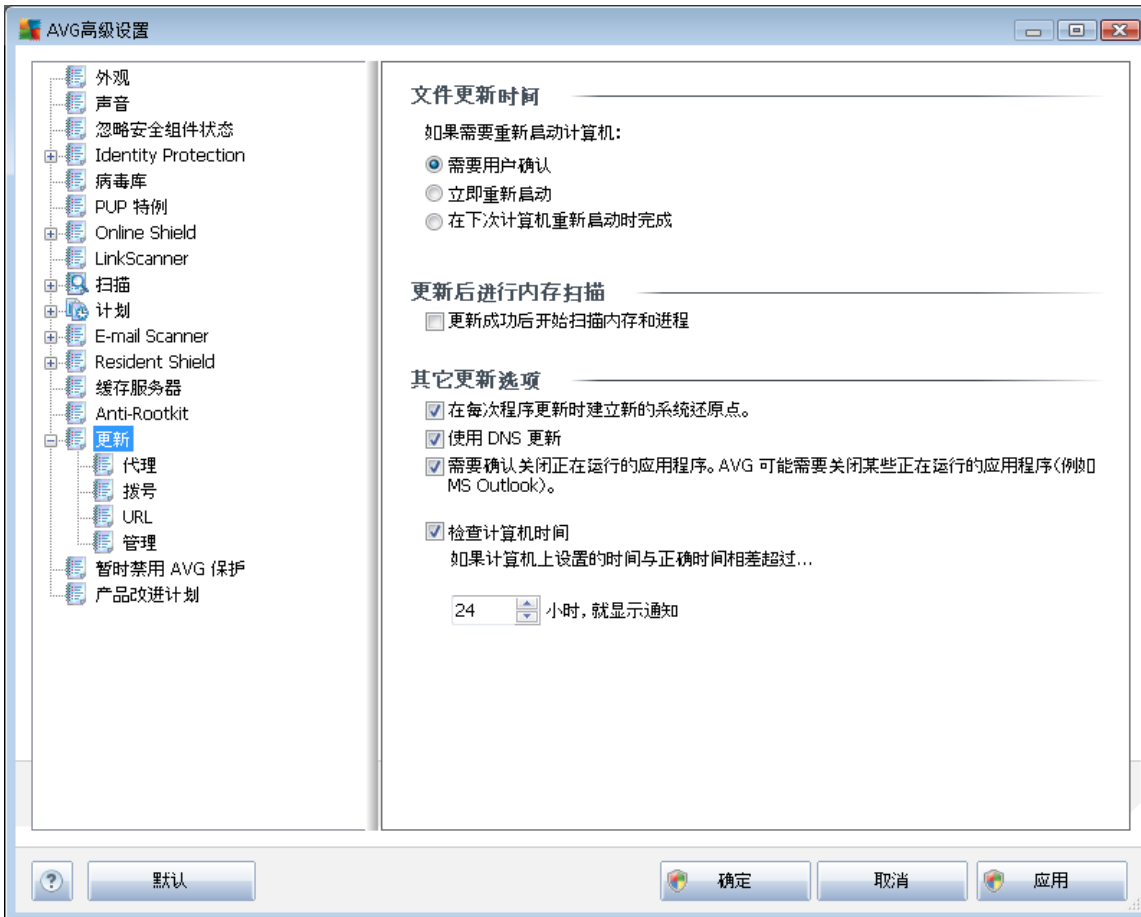 AVG高级设置
外观
声音
忽略安全组件状态
Identity Protection
病毒库
PUP 特例
Online Shield
LinkScanner
扫描
计划
E-mail Scanner
Resident Shield
缓存服务器
Anti-Rootkit
更新
代理
拨号
URL
管理
暂时禁用 AVG 保护
产品改进计划
文件更新时间
如果需要重新启动计算机:
需要用户确认
立即重新启动
在下次计算机重新启动时完成
更新后进行内存扫描
更新成功后开始扫描内存和进程
其它更新选项
在每次程序更新时建立新的系统还原点。
使用 DNS 更新
需要确认关闭正在运行的应用程序。AVG 可能需要关闭某些正在运行的应用程序(例如
MS Outlook)。
检查计算机时间
如果计算机上设置的时间与正确时间相差超过...
24 小时,就显示通知
? 默认 确定 取消 应用